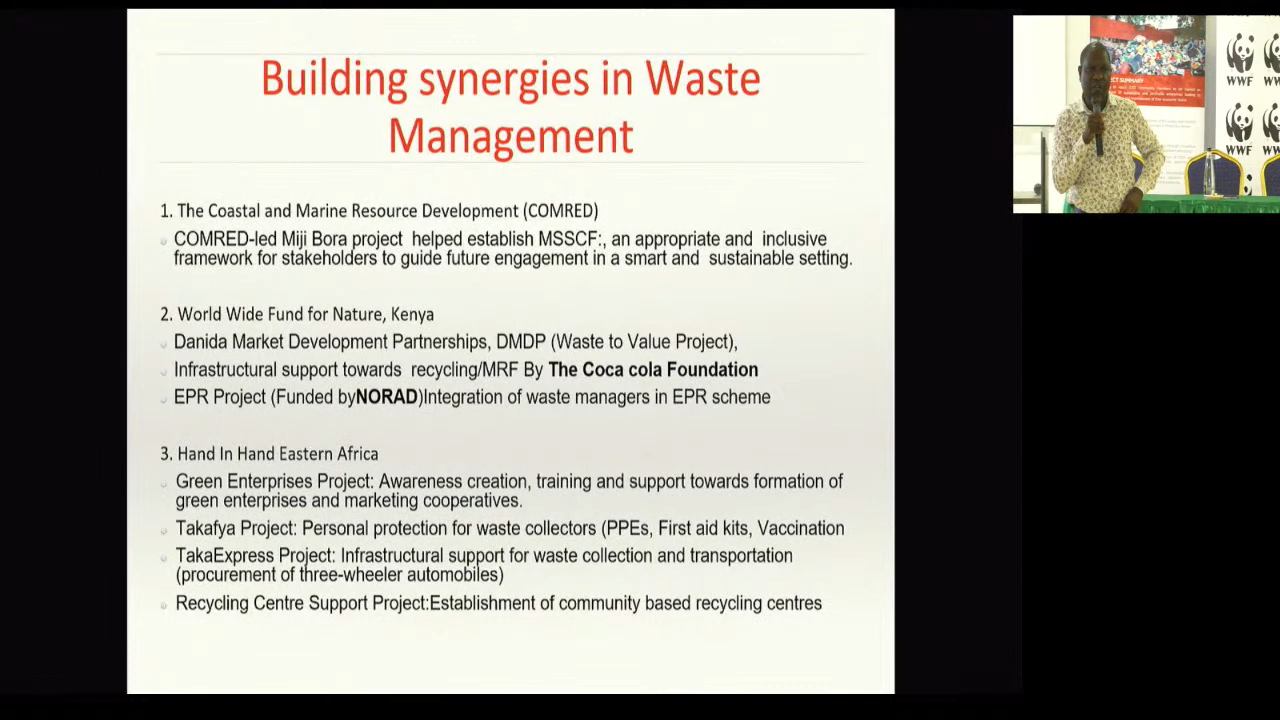 Building synergies in Waste
Management
1. The Coastal and Marine Resource Development (COMRED)
COMRED-led Miji Bora project helped establish MSSCF:, an appropriate and inclusive
framework for stakeholders to guide future engagement in a smart and sustainable setting.
2. World Wide Fund for Nature, Kenya
Danida Market Development Partnerships, DMDP (Waste to Value Project),
Infrastructural support towards recycling/MRF By The Coca cola Foundation
EPR Project (Funded byNORAD)Integration of waste managers in EPR scheme
3. Hand In Hand Eastern Africa
Green Enterprises Project: Awareness creation, training and support towards formation of
green enterprises and marketing cooperatives.
Takafya Project: Personal protection for waste collectors (PPEs, First aid kits, Vaccination
TakaExpress Project: Infrastructural support for waste collection and transportation
(procurement of three-wheeler automobiles)
Recycling Centre Support Project:Establishment of community based recycling centres
SUMMARY
WWF
WWF